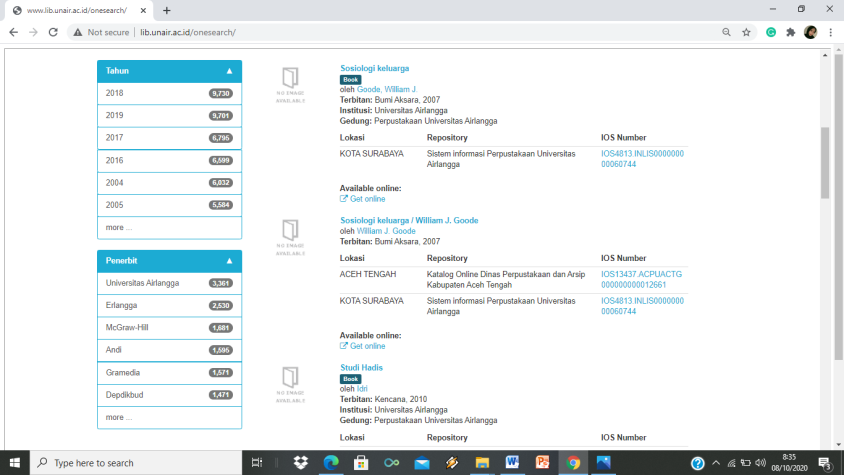 www.lib.unair.ac.id/onesearch/
Not secure | lib.unair.ac.id/onesearch/
Tahun
2018 9,730
2019 9,701
2017 6,795
2016 6,599
2004 6,032
2005 5,584
more ...
Penerbit
Universitas Airlangga 3,361
Erlangga 2,530
McGraw-Hill 1,681
Andi 1,595
Gramedia 1,571
Depdikbud 1,471
more ...
NO IMAGE
AVAILABLE
Sosiologi keluarga
Book
oleh Goode, William J.
Terbitan: Bumi Aksara, 2007
Institusi: Universitas Airlangga
Gedung: Perpustakaan Universitas Airlangga
Lokasi Repository IOS Number
KOTA SURABAYA Sistem informasi Perpustakaan Universitas IOS4813.INLIS0000000
Airlangga 00060744
Available online:
Get online
NO IMAGE
AVAILABLE
Sosiologi keluarga / William J. Goode
oleh William J. Goode
Terbitan: Bumi Aksara, 2007
Lokasi Repository IOS Number
ACEH TENGAH Katalog Online Dinas Perpustakaan dan Arsip IOS13437.ACPUACTG
Kabupaten Aceh Tengah 000000000012661
KOTA SURABAYA Sistem informasi Perpustakaan Universitas IOS4813.INLIS0000000
Airlangga 00060744
Available online:
Get online
NO IMAGE
AVAILABLE
Studi Hadis
Book
oleh Idri
Terbitan: Kencana, 2010
Institusi: Universitas Airlangga
Gedung: Perpustakaan Universitas Airlangga
Lokasi Repository IOS Number
Type here to search
8:35
08/10/2020
3